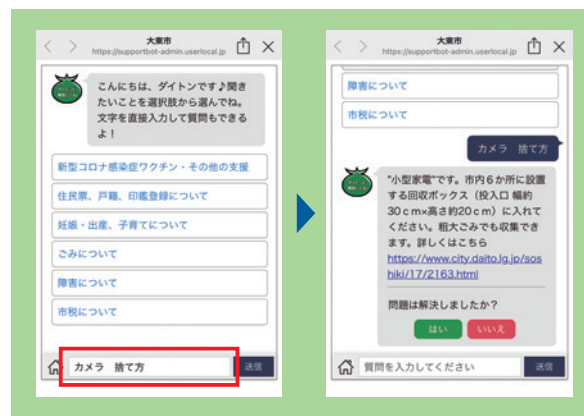 大東市
https://supportbot-admin.userlocal.jp
こんにちは、ダイトンです♪聞き
たいことを選択肢から選んでね。
文字を直接入力して質問もできる
よ！
新型コロナ感染症ワクチン・その他の支援
住民票、戸籍、印鑑登録について
妊娠・出産、子育てについて
ごみについて
障害について
市税について
カメラ　捨て方
送信
大東市
https://supportbot-admin.userlocal.jp
障害について
市税について
カメラ　捨て方
"小型家電"です。市内6か所に設置
する回収ボックス（投入口 幅約
30ｃｍ×高さ約20ｃｍ）に入れて
ください。粗大ごみでも収集でき
ます。詳しくはこちら
https://www.city.daito.lg.jp/sos
hiki/17/2163.html
問題は解決しましたか？
はい
いいえ
質問を入力してください
送信